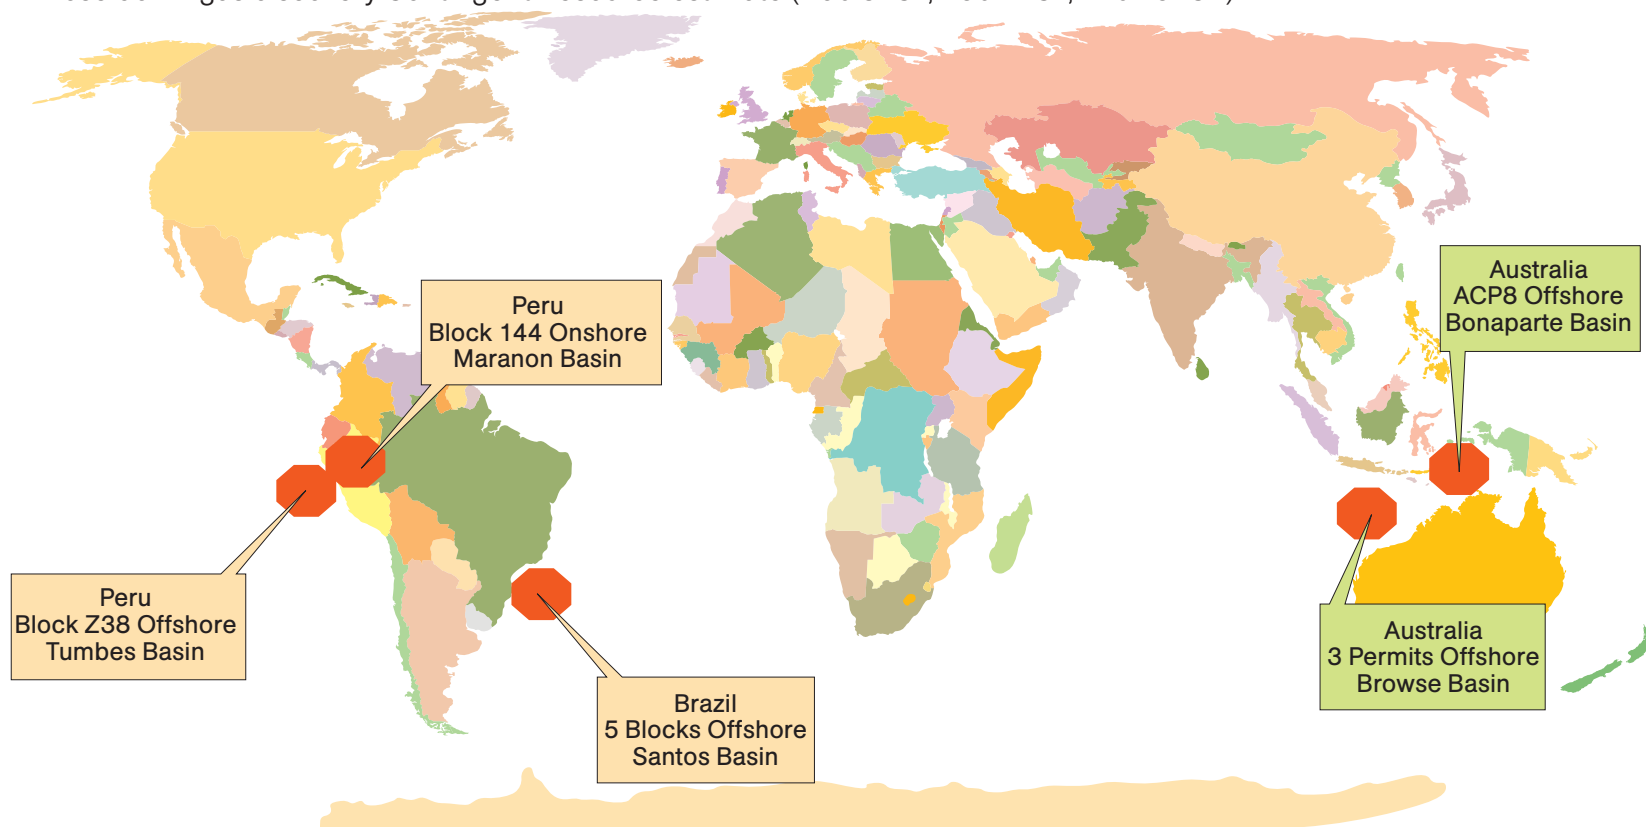 Peru
Block 144 Onshore
Maranon Basin
Australia
ACP8 Offshore
Bonaparte Basin
Peru
Block Z38 Offshore
Tumbes Basin
Brazil
5 Blocks Offshore
Santos Basin
Australia
3 Permits Offshore
Browse Basin